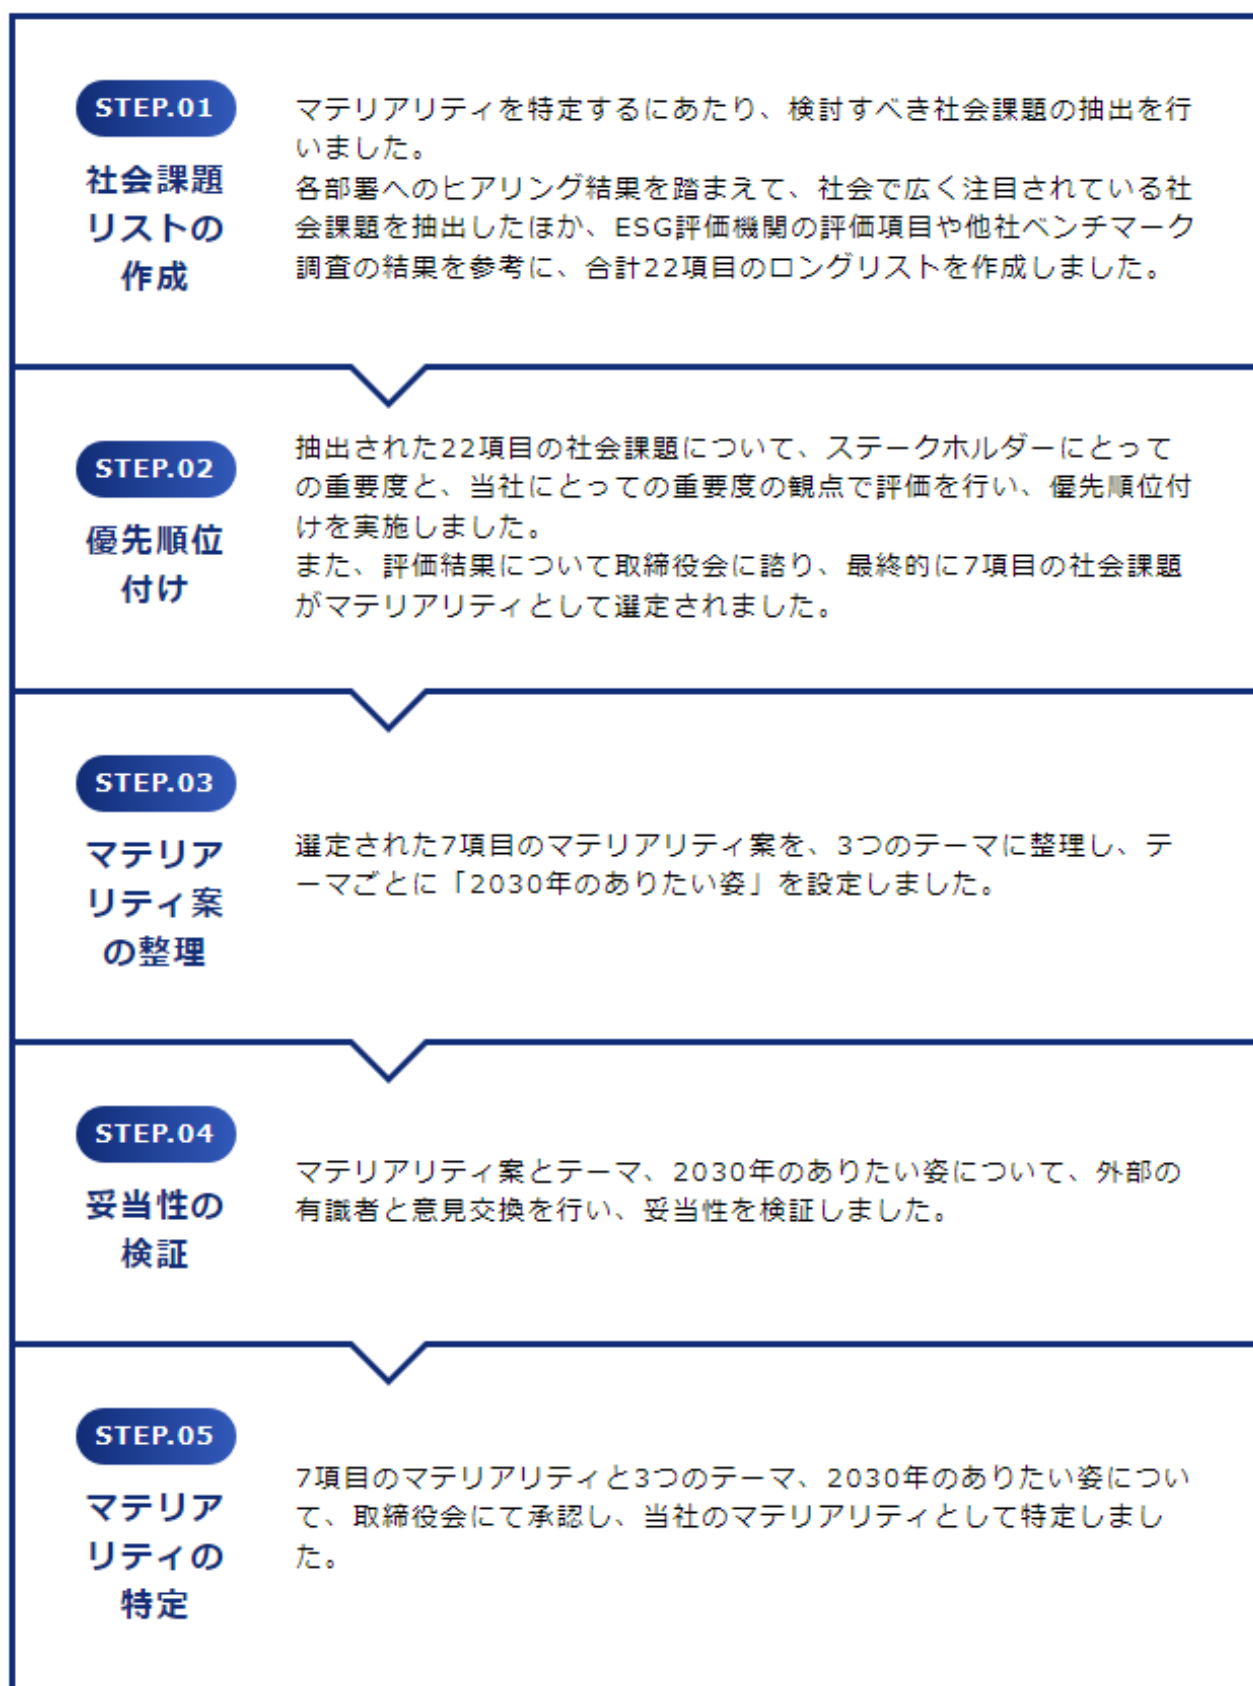 STEP.01
社会課題
リストの
作成
マテリアリティを特定するにあたり、検討すべき社会課題の抽出を行
いました。
各部署へのヒアリング結果を踏まえて、社会で広く注目されている社
会課題を抽出したほか、ESG評価機関の評価項目や他社ベンチマーク
調査の結果を参考に、合計22項目のロングリストを作成しました。
STEP.02
優先順位
付け
抽出された22項目の社会課題について、ステークホルダーにとって
の重要度と、当社にとっての重要度の観点で評価を行い、優先順位付
けを実施しました。
また、評価結果について取締役会に諮り、最終的に7項目の社会課題
がマテリアリティとして選定されました。
STEP.03
マテリア
リティ案
の整理
選定された7項目のマテリアリティ案を、3つのテーマに整理し、テ
ーマごとに「2030年のありたい姿」を設定しました。
STEP.04
妥当性の
検証
マテリアリティ案とテーマ、2030年のありたい姿について、外部の
有識者と意見交換を行い、妥当性を検証しました。
STEP.05
マテリア
リティの
特定
7項目のマテリアリティと3つのテーマ、2030年のありたい姿につい
て、取締役会にて承認し、当社のマテリアリティとして特定しまし
た。